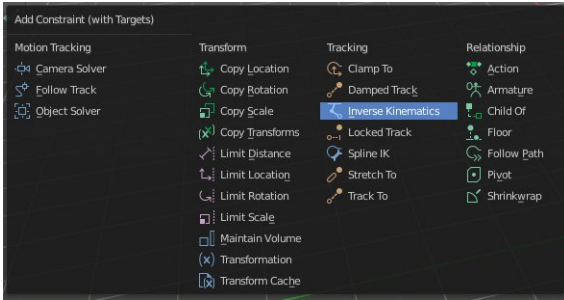 Add Constraint (with Targets)
Motion Tracking
Camera Solver
Follow Track
Object Solver
Transform
Copy Location
Copy Rotation
Copy Scale
Copy Transforms
Limit Distance
Limit Location
Limit Rotation
Limit Scale
Maintain Volume
Transformation
Transform Cache
Tracking
Clamp To
Damped Track
Inverse Kinematics
Locked Track
Spline IK
Stretch To
Track To
Relationship
Action
Armature
Child Of
Floor
Follow Path
Pivot
Shrinkwrap